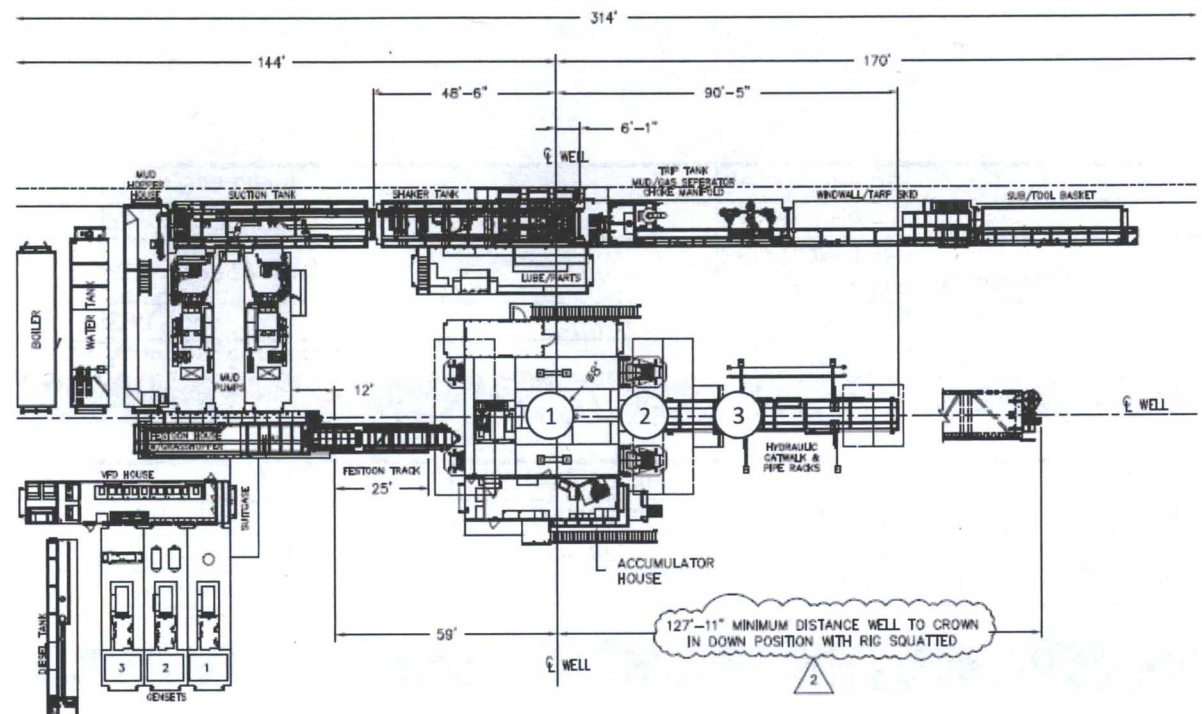 314'
144'
170'
48'-6"
90'-5"
6'-1"
℄ WELL
MUD
HOPPER
HOUSE
SUCTION TANK
SHAKER TANK
TRIP TANK
MUD/GAS SEPERATOR
CHOKE MANIFOLD
WINDWALL/TARP SKID
SUB/TOOL BASKET
BOILER
WATER TANK
LUBE/PARTS
MUD
PUMPS
12'
1
2
3
℄ WELL
FESTOON HOUSE
W/GRASSHOPPER
HYDRAULIC
CATWALK &
PIPE RACKS
FESTOON TRACK
25'
VFD HOUSE
SUITCASE
ACCUMULATOR
HOUSE
DIESEL TANK
59'
127'-11" MINIMUM DISTANCE WELL TO CROWN
IN DOWN POSITION WITH RIG SQUATTED
2
℄ WELL
3
2
1
GENSETS